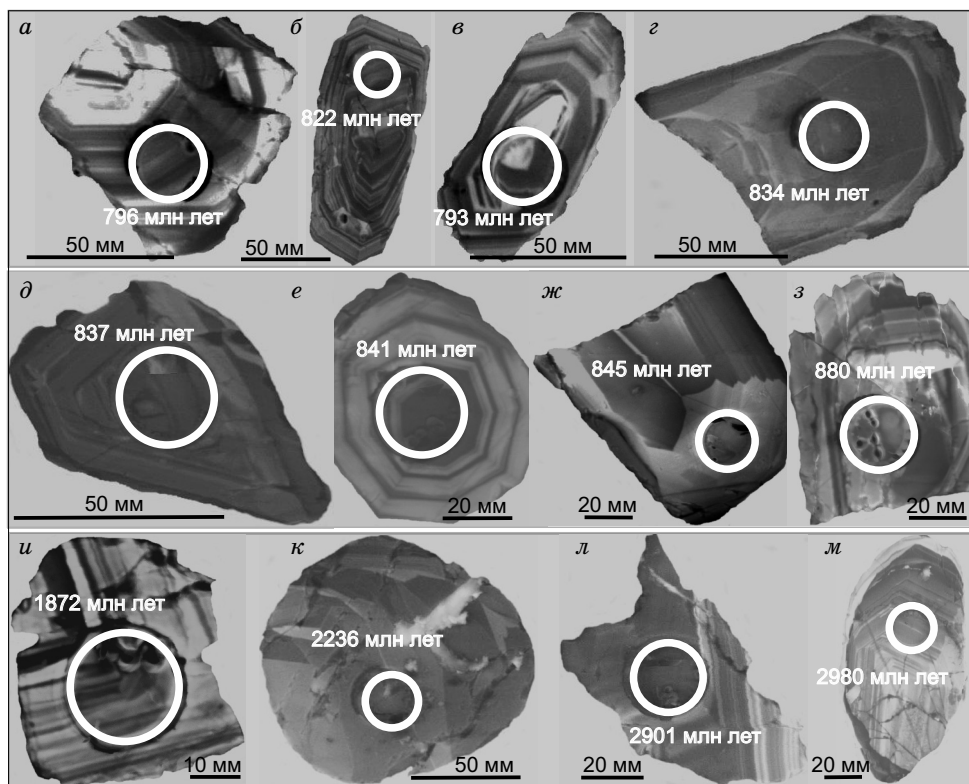 а
б
в
г
822 млн лет
796 млн лет
793 млн лет
834 млн лет
50 мм
50 мм
50 мм
50 мм
д
е
ж
з
837 млн лет
841 млн лет
845 млн лет
880 млн лет
50 мм
20 мм
20 мм
20 мм
и
к
л
м
1872 млн лет
2236 млн лет
2901 млн лет
2980 млн лет
10 мм
50 мм
20 мм
20 мм